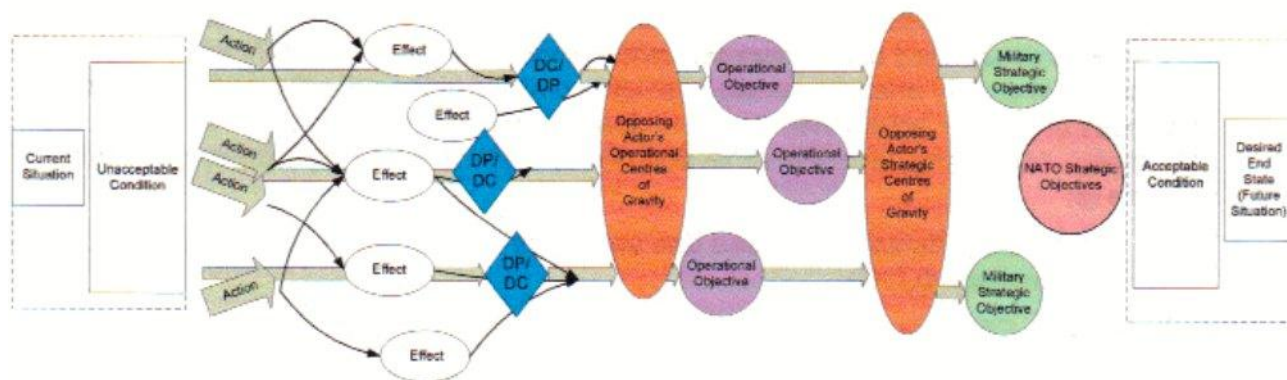 Current
Situation
Unacceptable
Condition
Action
Action
Action
Action
Effect
Effect
Effect
Effect
Effect
DC/
DP
DP/
DC
DP/
DC
Opposing
Actor's
Operational
Centres
of
Gravity
Operational
Objective
Operational
Objective
Operational
Objective
Opposing
Actor's
Strategic
Centres
of
Gravity
Military
Strategic
Objective
NATO Strategic
Objectives
Military
Strategic
Objective
Acceptable
Condition
Desired
End
State
(Future
Situation)